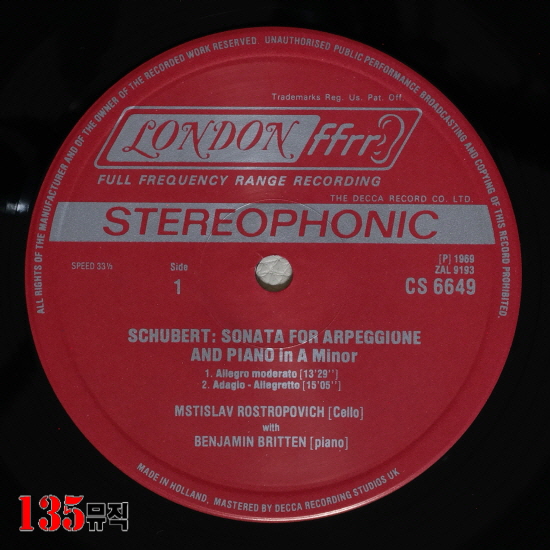 ALL RIGHTS OF THE MANUFACTURER AND OF THE OWNER OF THE RECORDED WORK RESERVED. UNAUTHORISED PUBLIC PERFORMANCE BROADCASTING AND COPYING OF THIS RECORD PROHIBITED.
Trademarks Reg. Us. Pat. Off.
LONDON ffrr
FULL FREQUENCY RANGE RECORDING
THE DECCA RECORD CO. LTD.
STEREOPHONIC
SPEED 33⅓
Side
1
[P] 1969
ZAL 9193
CS 6649
SCHUBERT: SONATA FOR ARPEGGIONE
AND PIANO in A Minor
1. Allegro moderato [13'29'']
2. Adagio - Allegretto [15'05'']
MSTISLAV ROSTROPOVICH [Cello]
with
BENJAMIN BRITTEN [piano]
MADE IN HOLLAND. MASTERED BY DECCA RECORDING STUDIOS UK
135뮤직